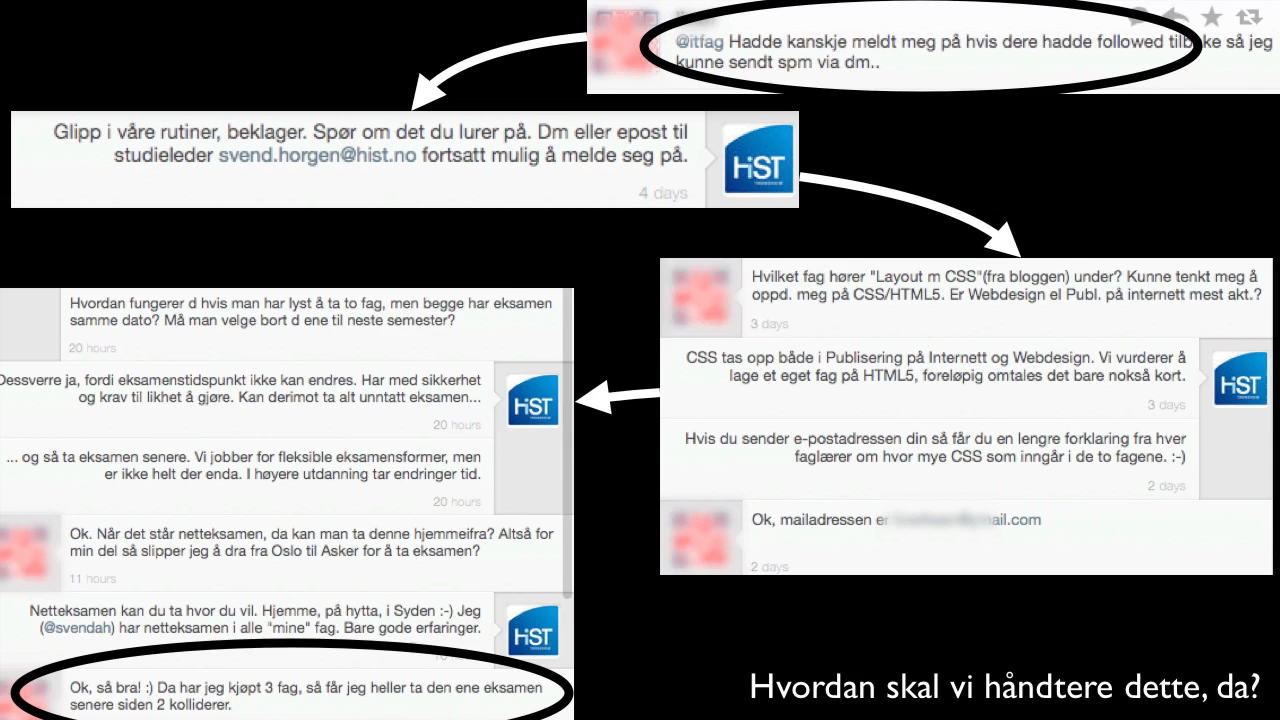 @itfag Hadde kanskje meldt meg på hvis dere hadde followed tilb ke så jeg
kunne sendt spm via dm..
Glipp i våre rutiner, beklager. Spør om det du lurer på. Dm eller epost til
studieleder svend.horgen@hist.no fortsatt mulig å melde seg på.
HiST
4 days
Hvilket fag hører "Layout m CSS"(fra bloggen) under? Kunne tenkt meg å
oppd. meg på CSS/HTML5. Er Webdesign el Publ. på internett mest akt.?
3 days
CSS tas opp både i Publisering på Internett og Webdesign. Vi vurderer å
lage et eget fag på HTML5, foreløpig omtales det bare nokså kort.
HiST
3 days
Hvis du sender e-postadressen din så får du en lengre forklaring fra hver
faglærer om hvor mye CSS som inngår i de to fagene. :-)
2 days
Ok, mailadressen er ail.com
2 days
Hvordan fungerer d hvis man har lyst å ta to fag, men begge har eksamen
samme dato? Må man velge bort d ene til neste semester?
20 hours
Dessverre ja, fordi eksamenstidspunkt ikke kan endres. Har med sikkerhet
og krav til likhet å gjøre. Kan derimot ta alt unntatt eksamen...
HiST
20 hours
... og så ta eksamen senere. Vi jobber for fleksible eksamensformer, men
er ikke helt der enda. I høyere utdanning tar endringer tid.
20 hours
Ok. Når det står netteksamen, da kan man ta denne hjemmeifra? Altså for
min del så slipper jeg å dra fra Oslo til Asker for å ta eksamen?
11 hours
Netteksamen kan du ta hvor du vil. Hjemme, på hytta, i Syden :-) Jeg
(@svendah) har netteksamen i alle "mine" fag. Bare gode erfaringer.
HiST
Ok, så bra! :) Da har jeg kjøpt 3 fag, så får jeg heller ta den ene eksamen
senere siden 2 kolliderer.
Hvordan skal vi håndtere dette, da?